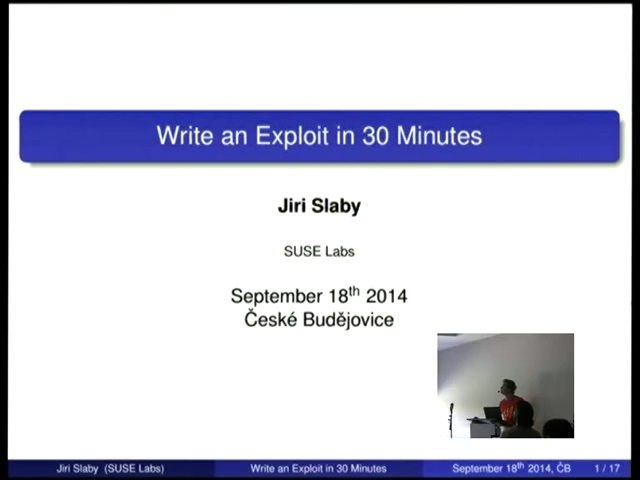 Write an Exploit in 30 Minutes
Jiri Slaby
SUSE Labs
September 18th 2014
České Budějovice
Jiri Slaby (SUSE Labs) Write an Exploit in 30 Minutes September 18th 2014, ČB 1 / 17